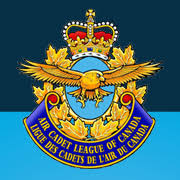 AIR CADET LEAGUE OF CANADA
LIGUE DES CADETS DE L'AIR DU CANADA